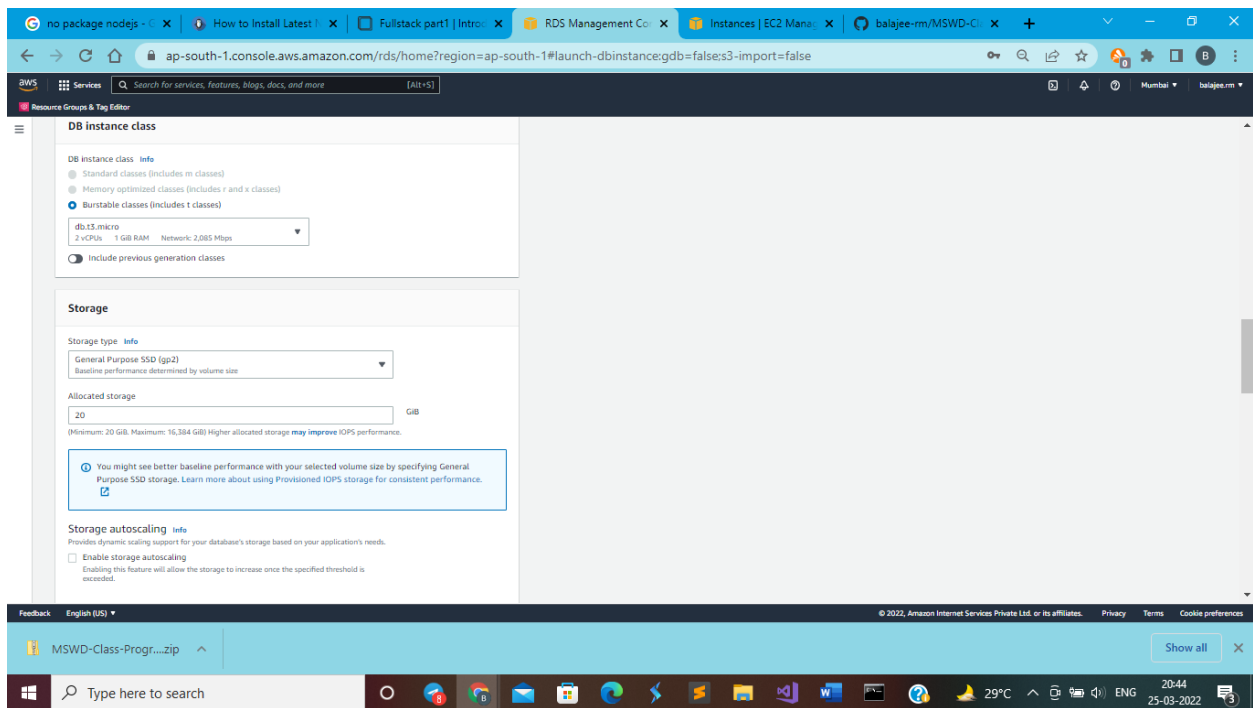 no package nodejs - G
How to Install Latest N
Fullstack part1 | Introd
RDS Management Con
Instances | EC2 Manag
balajee-rm/MSWD-Cla
ap-south-1.console.aws.amazon.com/rds/home?region=ap-south-1#launch-dbinstance:gdb=false;s3-import=false
B
aws
Services
Search for services, features, blogs, docs, and more
[Alt+S]
Mumbai
balajee.rm
Resource Groups & Tag Editor
DB instance class
DB instance class Info
Standard classes (includes m classes)
Memory optimized classes (includes r and x classes)
Burstable classes (includes t classes)
db.t3.micro
2 vCPUs 1 GiB RAM Network: 2,085 Mbps
Include previous generation classes
Storage
Storage type Info
General Purpose SSD (gp2)
Baseline performance determined by volume size
Allocated storage
20
GiB
(Minimum: 20 GiB. Maximum: 16,384 GiB) Higher allocated storage may improve IOPS performance.
You might see better baseline performance with your selected volume size by specifying General
Purpose SSD storage. Learn more about using Provisioned IOPS storage for consistent performance.
Storage autoscaling Info
Provides dynamic scaling support for your database's storage based on your application's needs.
Enable storage autoscaling
Enabling this feature will allow the storage to increase once the specified threshold is
exceeded.
Feedback
English (US)
© 2022, Amazon Internet Services Private Ltd. or its affiliates.
Privacy
Terms
Cookie preferences
MSWD-Class-Progr....zip
Show all
Type here to search
29°C
ENG
20:44
25-03-2022
3